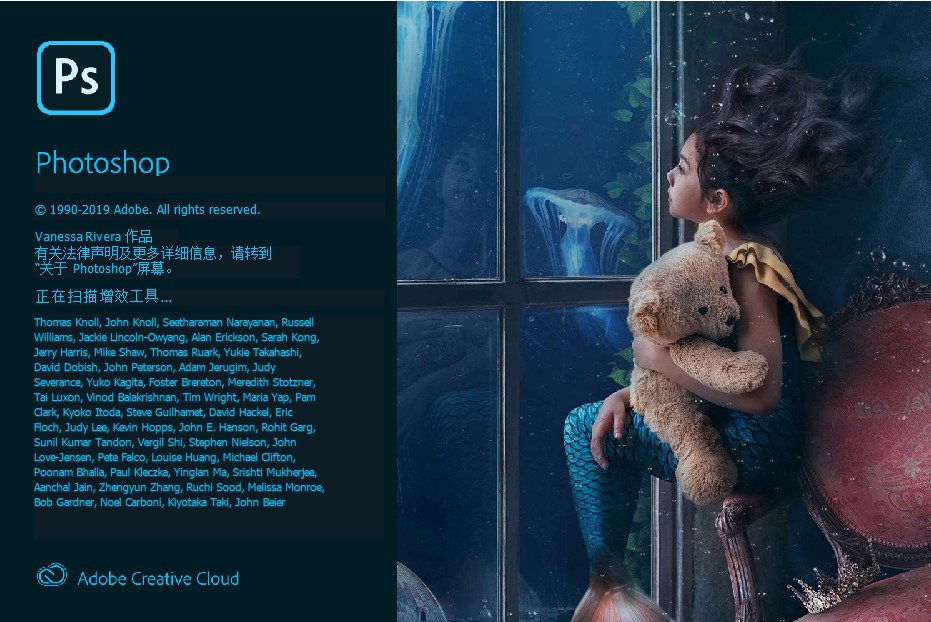 Ps
Photoshop
© 1990-2019 Adobe. All rights reserved.
Vanessa Rivera 作品
有关法律声明及更多详细信息，请转到
“关于 Photoshop”屏幕。
正在扫描增效工具...
Thomas Knoll, John Knoll, Seetharaman Narayanan, Russell
Williams, Jackie Lincoln-Owyang, Alan Erickson, Sarah Kong,
Jerry Harris, Mike Shaw, Thomas Ruark, Yukie Takahashi,
David Dobish, John Peterson, Adam Jerugim, Judy
Severance, Yuko Kagita, Foster Brereton, Meredith Stotzner,
Tai Luxon, Vinod Balakrishnan, Tim Wright, Maria Yap, Pam
Clark, Kyoko Itoda, Steve Guilhamet, David Hackel, Eric
Floch, Judy Lee, Kevin Hopps, John E. Hanson, Rohit Garg,
Sunil Kumar Tandon, Vergil Shi, Stephen Nielson, John
Love-Jensen, Pete Falco, Louise Huang, Michael Clifton,
Poonam Bhalla, Paul Kleczka, Yinglan Ma, Srishti Mukherjee,
Aanchal Jain, Zhengyun Zhang, Ruchi Sood, Melissa Monroe,
Bob Gardner, Noel Carboni, Kiyotaka Taki, John Beier
Adobe Creative Cloud